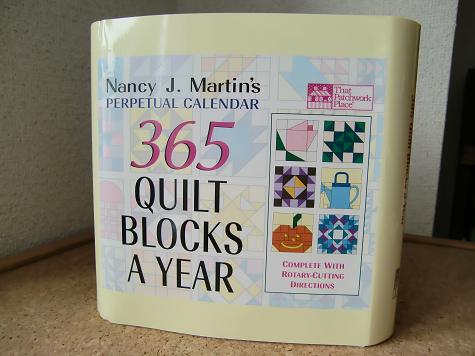 Nancy J. Martin's
PERPETUAL CALENDAR
365
QUILT
BLOCKS
A YEAR
That
Patchwork
Place®
COMPLETE WITH
ROTARY-CUTTING
DIRECTIONS